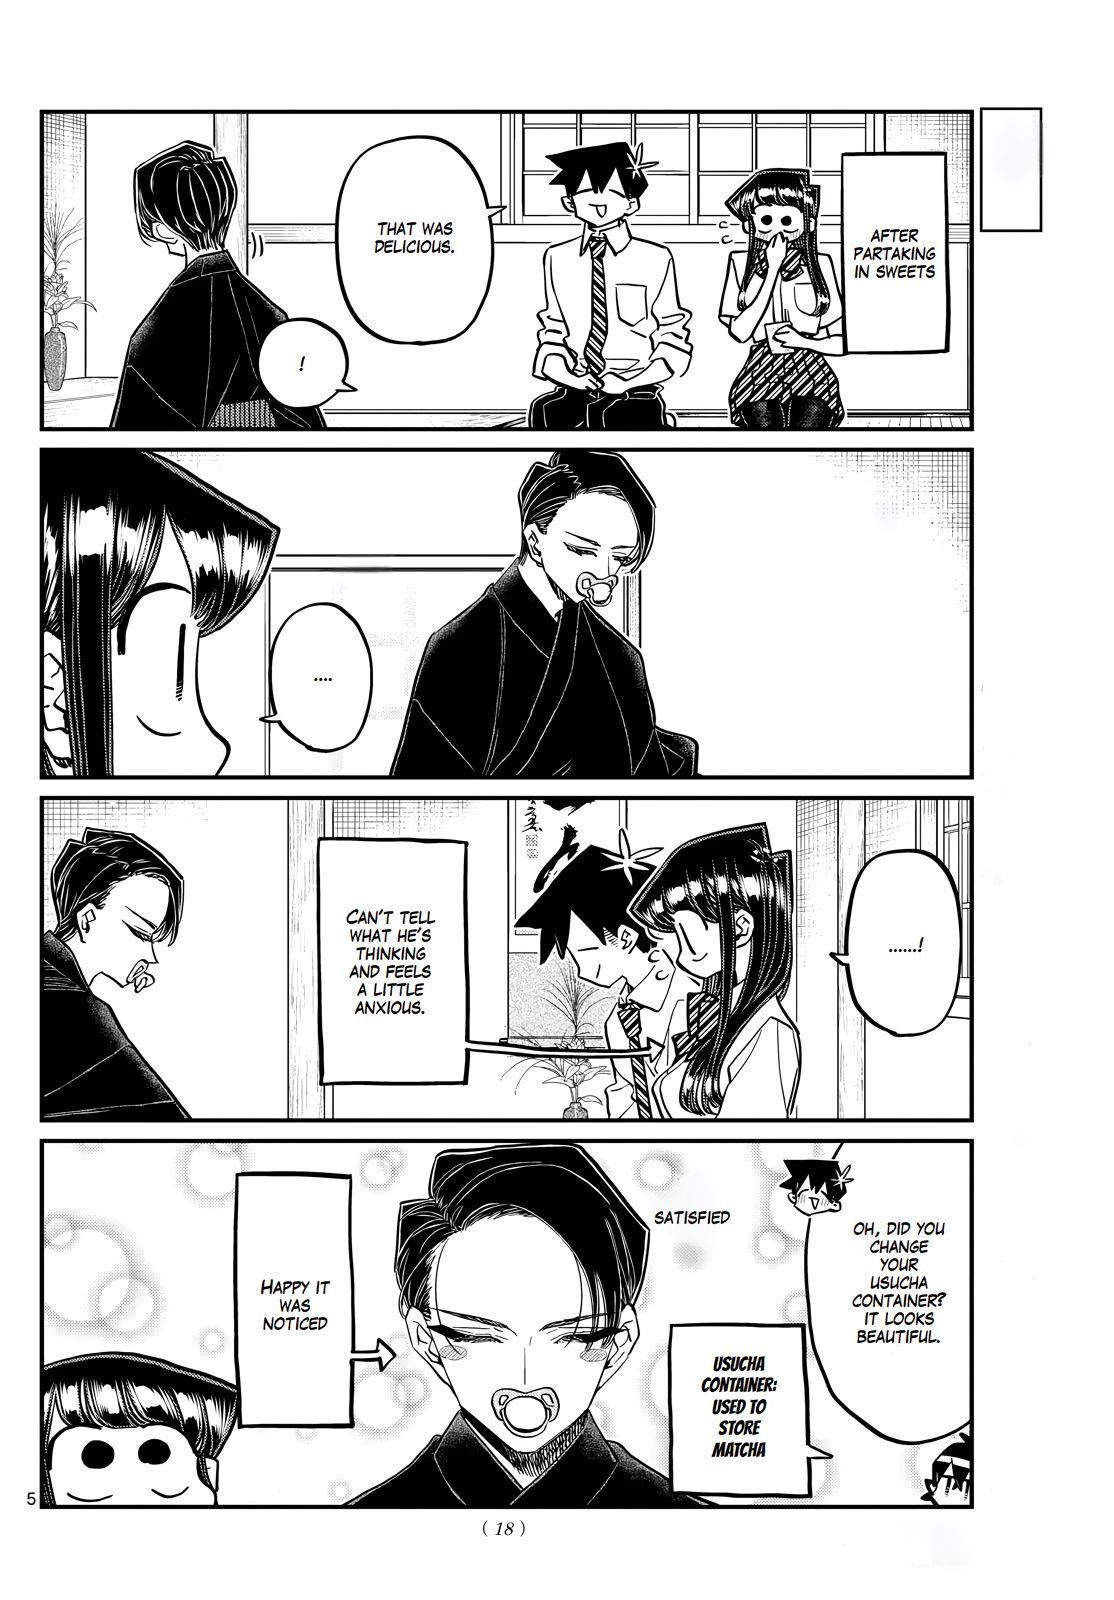 AFTER
PARTAKING
IN SWEETS
THAT WAS
DELICIOUS.
!
....
......!
CAN'T TELL
WHAT HE'S
THINKING
AND FEELS
A LITTLE
ANXIOUS.
OH, DID YOU
CHANGE
YOUR
USUCHA
CONTAINER?
IT LOOKS
BEAUTIFUL.
SATISFIED
USUCHA
CONTAINER:
USED TO
STORE
MATCHA
HAPPY IT
WAS
NOTICED
5
( 18 )